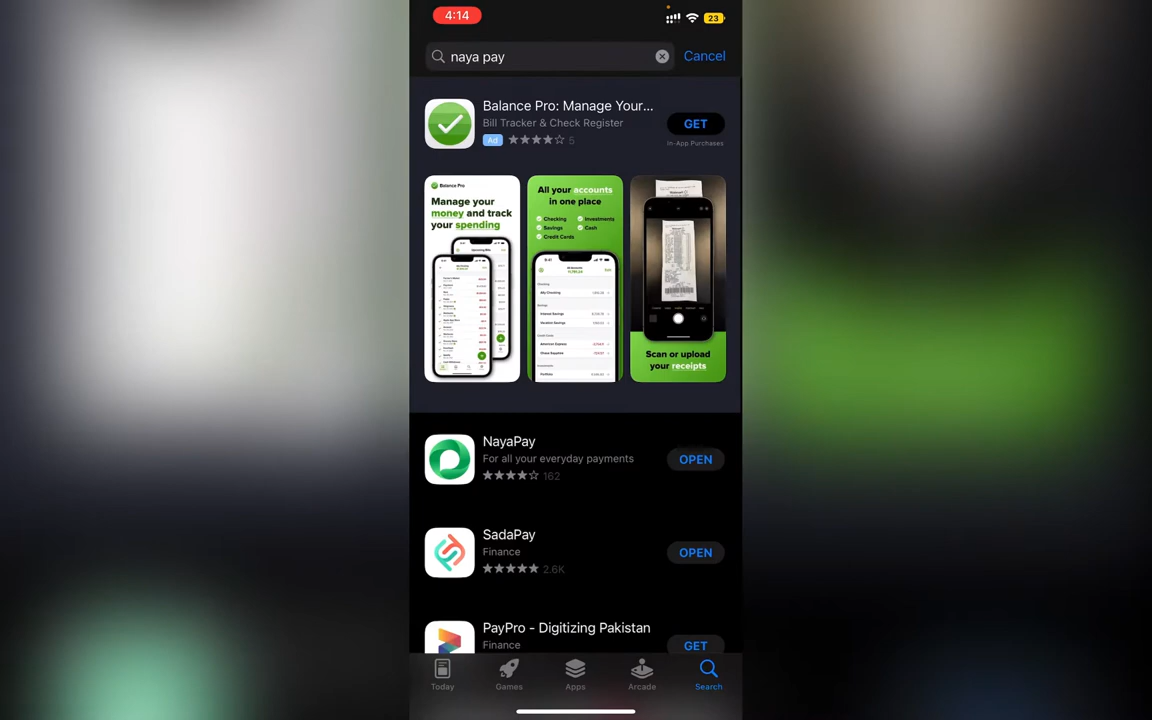 4:14
23
naya pay
Cancel
Balance Pro: Manage Your...
Bill Tracker & Check Register
Ad
5
GET
In-App Purchases
Balance Pro
Manage your
money and track
your spending
All your accounts
in one place
Checking
Investments
Savings
Cash
Credit Cards
Scan or upload
your receipts
NayaPay
For all your everyday payments
162
OPEN
SadaPay
Finance
2.6K
OPEN
PayPro - Digitizing Pakistan
Finance
GET
Today
Games
Apps
Arcade
Search